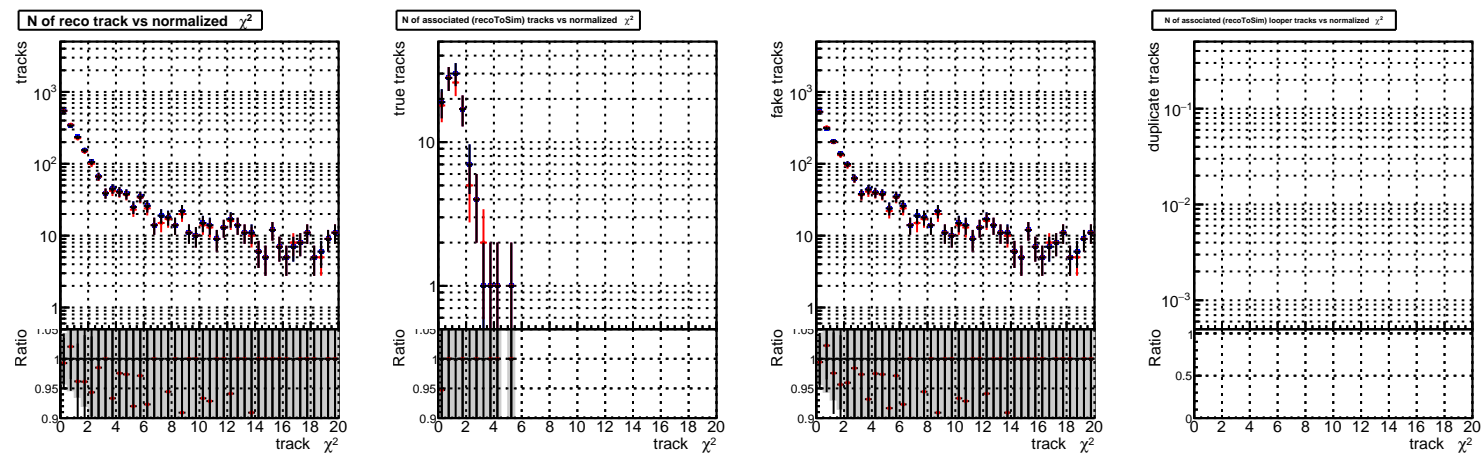 N of reco track vs normalized χ²
tracks
10³
10²
10
1
Ratio
1.05
1
0.95
0.9
0 2 4 6 8 10 12 14 16 18 20
track χ²
N of associated (recoToSim) tracks vs normalized χ²
true tracks
10
1
Ratio
1.05
1
0.95
0.9
0 2 4 6 8 10 12 14 16 18 20
track χ²
fake tracks
10³
10²
10
1
Ratio
1.05
1
0.95
0.9
0 2 4 6 8 10 12 14 16 18 20
track χ²
N of associated (recoToSim) looper tracks vs normalized χ²
duplicate tracks
10⁻¹
10⁻²
10⁻³
Ratio
1
0.5
0
0 2 4 6 8 10 12 14 16 18 20
track χ²